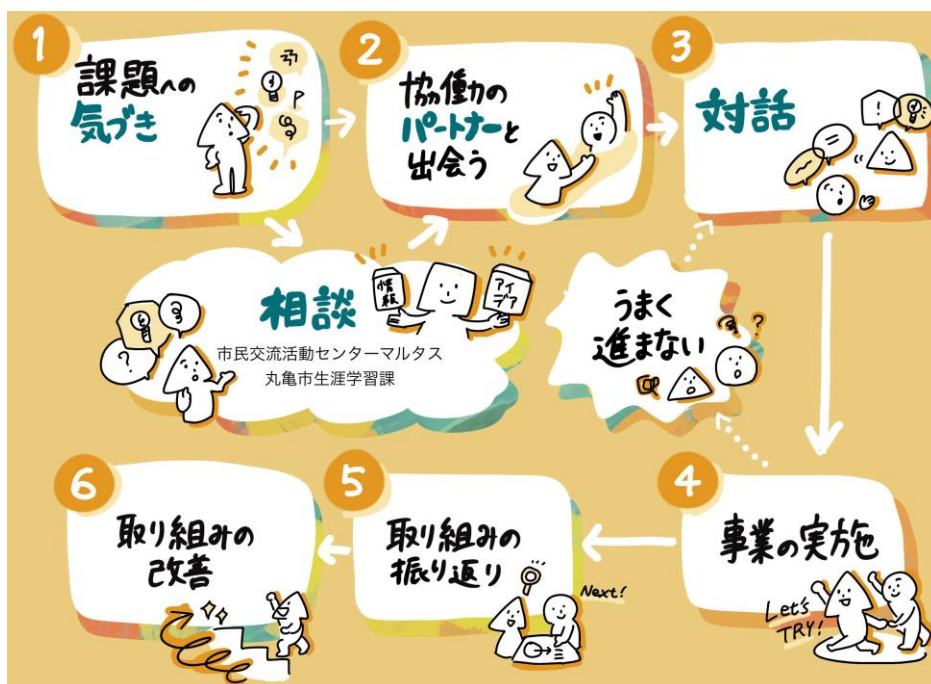 1
課題への
気づき
2
協働の
パートナーと
出会う
3
対話
相談
情報
アイデア
市民交流活動センターマルタス
丸亀市生涯学習課
うまく
進まない
4
事業の実施
Let's
TRY!
5
取り組みの
振り返り
Next!
6
取り組みの
改善